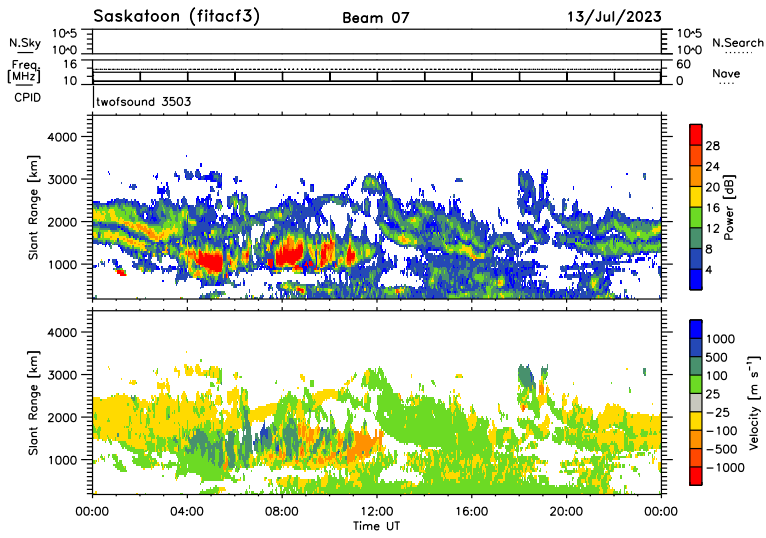 Saskatoon (fitacf3) Beam 07 13/Jul/2023
10^5 10^5
N.Sky N.Search
10^0 10^0
Freq. 16 60
[MHz] Nave
10 0
CPID twofsound 3503
4000
3000
2000
1000
Slant Range [km]
28
24
20
16
12
8
4
Power [dB]
4000
3000
2000
1000
Slant Range [km]
1000
500
100
25
-25
-100
-500
-1000
Velocity [m s⁻¹]
00:00 04:00 08:00 12:00 16:00 20:00 00:00
Time UT